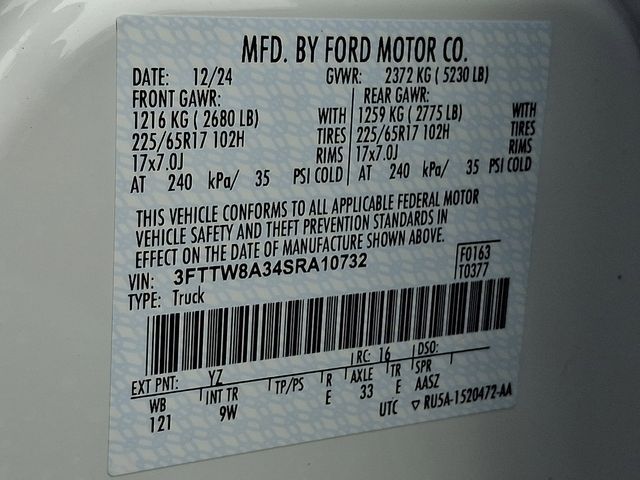 MFD. BY FORD MOTOR CO.
DATE: 12/24 GVWR: 2372 KG ( 5230 LB)
FRONT GAWR: REAR GAWR:
1216 KG ( 2680 LB) WITH 1259 KG ( 2775 LB) WITH
225/65R17 102H TIRES 225/65R17 102H TIRES
17x7.0J RIMS 17x7.0J RIMS
AT 240 kPa/ 35 PSI COLD AT 240 kPa/ 35 PSI COLD
THIS VEHICLE CONFORMS TO ALL APPLICABLE FEDERAL MOTOR
VEHICLE SAFETY AND THEFT PREVENTION STANDARDS IN
EFFECT ON THE DATE OF MANUFACTURE SHOWN ABOVE.
VIN: 3FTTW8A34SRA10732 F0163
TYPE: Truck T0377
EXT PNT: YZ RC: 16 DSO:
WB INT TR TP/PS R AXLE TR SPR
121 9W E 33 E AASZ
UTC ▽ RU5A-1520472-AA